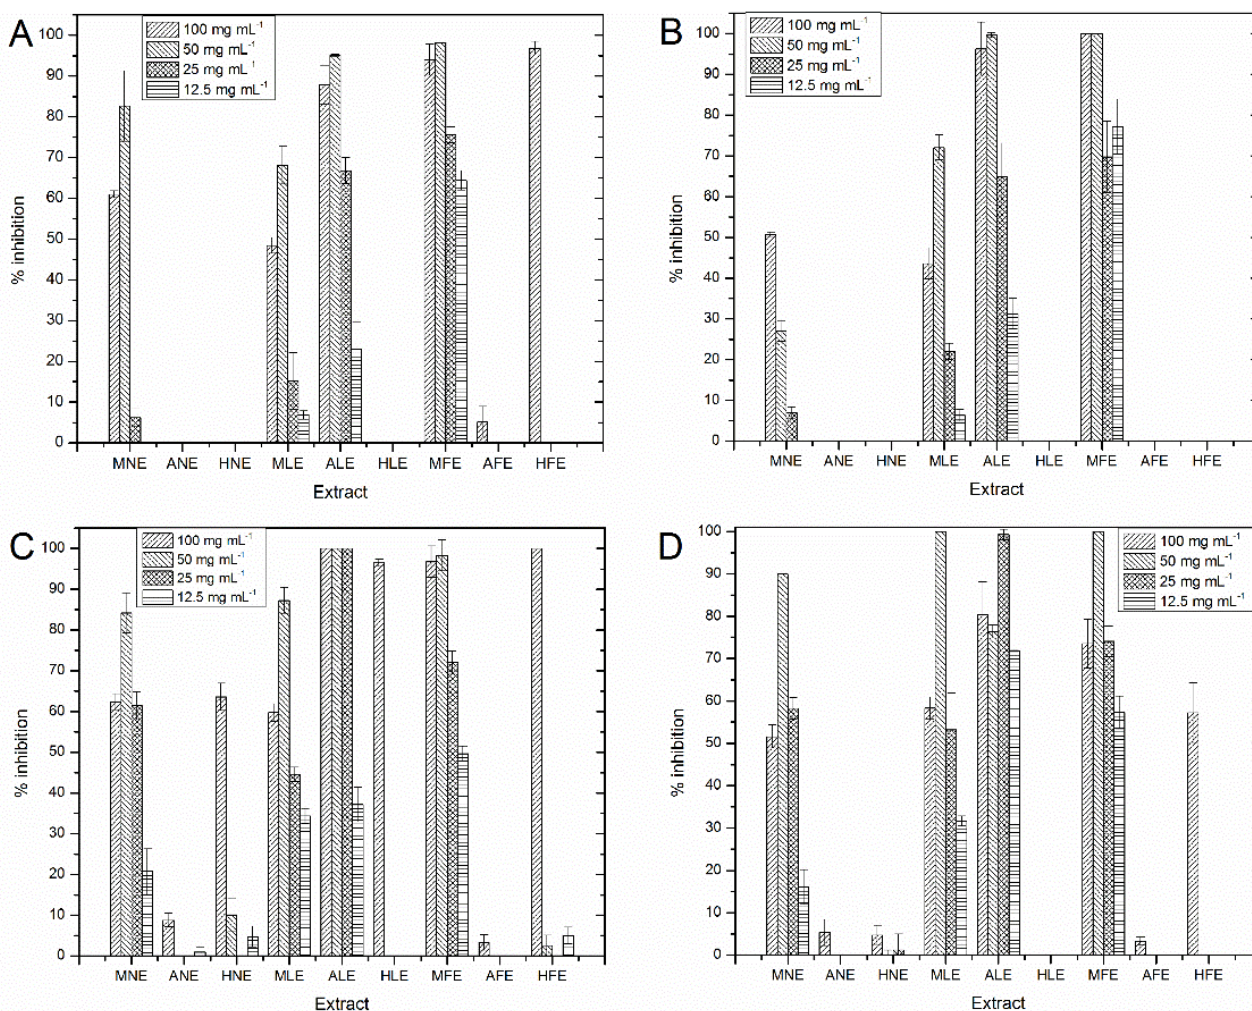 A
100 mg mL⁻¹
50 mg mL⁻¹
25 mg mL⁻¹
12.5 mg mL⁻¹
100
90
80
70
60
50
40
30
20
10
0
% inhibition
MNE ANE HNE MLE ALE HLE MFE AFE HFE
Extract
B
100 mg mL⁻¹
50 mg mL⁻¹
25 mg mL⁻¹
12.5 mg mL⁻¹
100
90
80
70
60
50
40
30
20
10
0
% inhibition
MNE ANE HNE MLE ALE HLE MFE AFE HFE
Extract
C
100 mg mL⁻¹
50 mg mL⁻¹
25 mg mL⁻¹
12.5 mg mL⁻¹
100
90
80
70
60
50
40
30
20
10
0
% inhibition
MNE ANE HNE MLE ALE HLE MFE AFE HFE
Extract
D
100 mg mL⁻¹
50 mg mL⁻¹
25 mg mL⁻¹
12.5 mg mL⁻¹
100
90
80
70
60
50
40
30
20
10
0
% inhibition
MNE ANE HNE MLE ALE HLE MFE AFE HFE
Extract